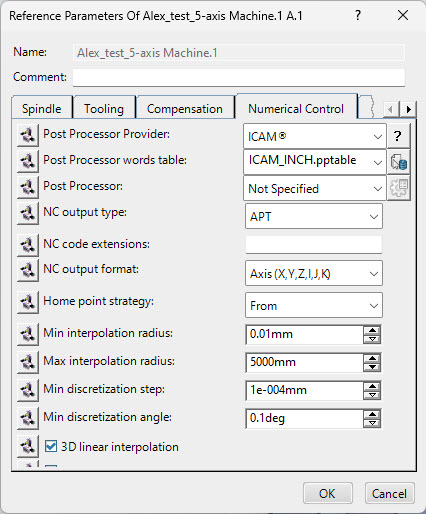 Reference Parameters Of Alex_test_5-axis Machine.1 A.1 ? ×
Name: Alex_test_5-axis Machine.1
Comment:
Spindle Tooling Compensation Numerical Control
Post Processor Provider: ICAM® ?
Post Processor words table: ICAM_INCH.pptable
Post Processor: Not Specified
NC output type: APT
NC code extensions:
NC output format: Axis (X,Y,Z,I,J,K)
Home point strategy: From
Min interpolation radius: 0.01mm
Max interpolation radius: 5000mm
Min discretization step: 1e-004mm
Min discretization angle: 0.1deg
3D linear interpolation
OK Cancel